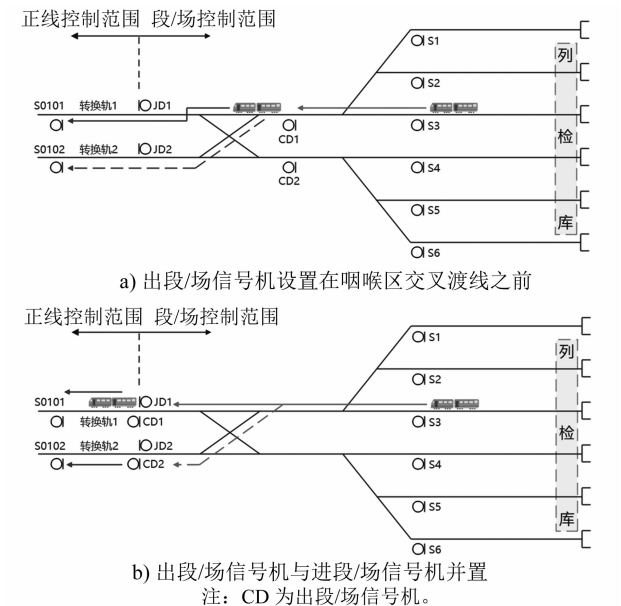 正线控制范围 段/场控制范围
S1
列
S2
S0101 转换轨1 JD1
S3
CD1
检
S0102 转换轨2 JD2
S4
CD2
S5
库
S6
a) 出段/场信号机设置在咽喉区交叉渡线之前
正线控制范围 段/场控制范围
S1
列
S2
S0101 JD1
转换轨1 CD1 S3
检
S0102 转换轨2 JD2
CD2 S4
S5
库
S6
b) 出段/场信号机与进段/场信号机并置
注：CD 为出段/场信号机。